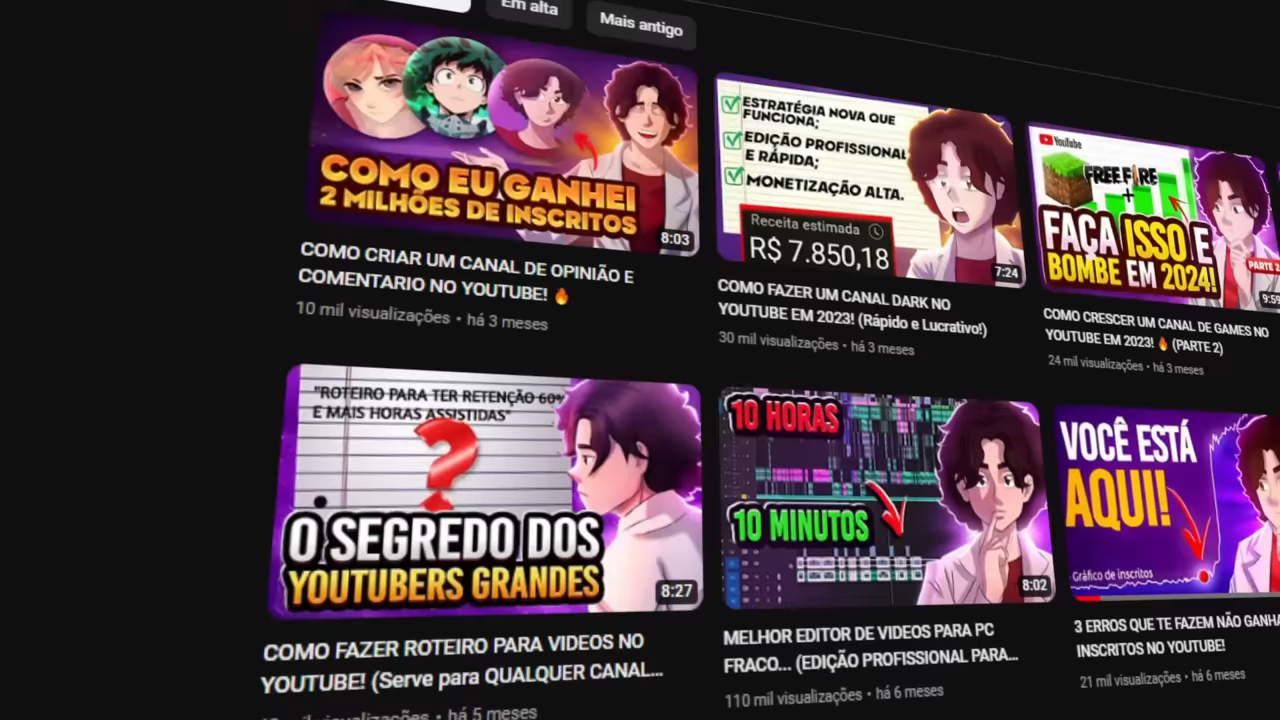 Em alta
Mais antigo
COMO EU GANHEI
2 MILHÕES DE INSCRITOS
8:03
COMO CRIAR UM CANAL DE OPINIÃO E
COMENTARIO NO YOUTUBE! 🔥
10 mil visualizações • há 3 meses
ESTRATÉGIA NOVA QUE
FUNCIONA;
EDIÇÃO PROFISSIONAL
E RÁPIDA;
MONETIZAÇÃO ALTA.
Receita estimada
R$ 7.850,18
7:24
COMO FAZER UM CANAL DARK NO
YOUTUBE EM 2023! (Rápido e Lucrativo!)
30 mil visualizações • há 3 meses
YouTube
FREE FIRE
+
FAÇA ISSO E
BOMBE EM 2024!
PARTE 2
9:59
COMO CRESCER UM CANAL DE GAMES NO
YOUTUBE EM 2023! 🔥 (PARTE 2)
24 mil visualizações • há 3 meses
"ROTEIRO PARA TER RETENÇÃO 60%
E MAIS HORAS ASSISTIDAS"
?
O SEGREDO DOS
YOUTUBERS GRANDES
8:27
COMO FAZER ROTEIRO PARA VIDEOS NO
YOUTUBE! (Serve para QUALQUER CANAL...
mil visualizações • há 5 meses
10 HORAS
10 MINUTOS
8:02
MELHOR EDITOR DE VIDEOS PARA PC
FRACO... (EDIÇÃO PROFISSIONAL PARA...
110 mil visualizações • há 6 meses
VOCÊ ESTÁ
AQUI!
Gráfico de inscritos
3 ERROS QUE TE FAZEM NÃO GANHA
INSCRITOS NO YOUTUBE!
21 mil visualizações • há 6 meses